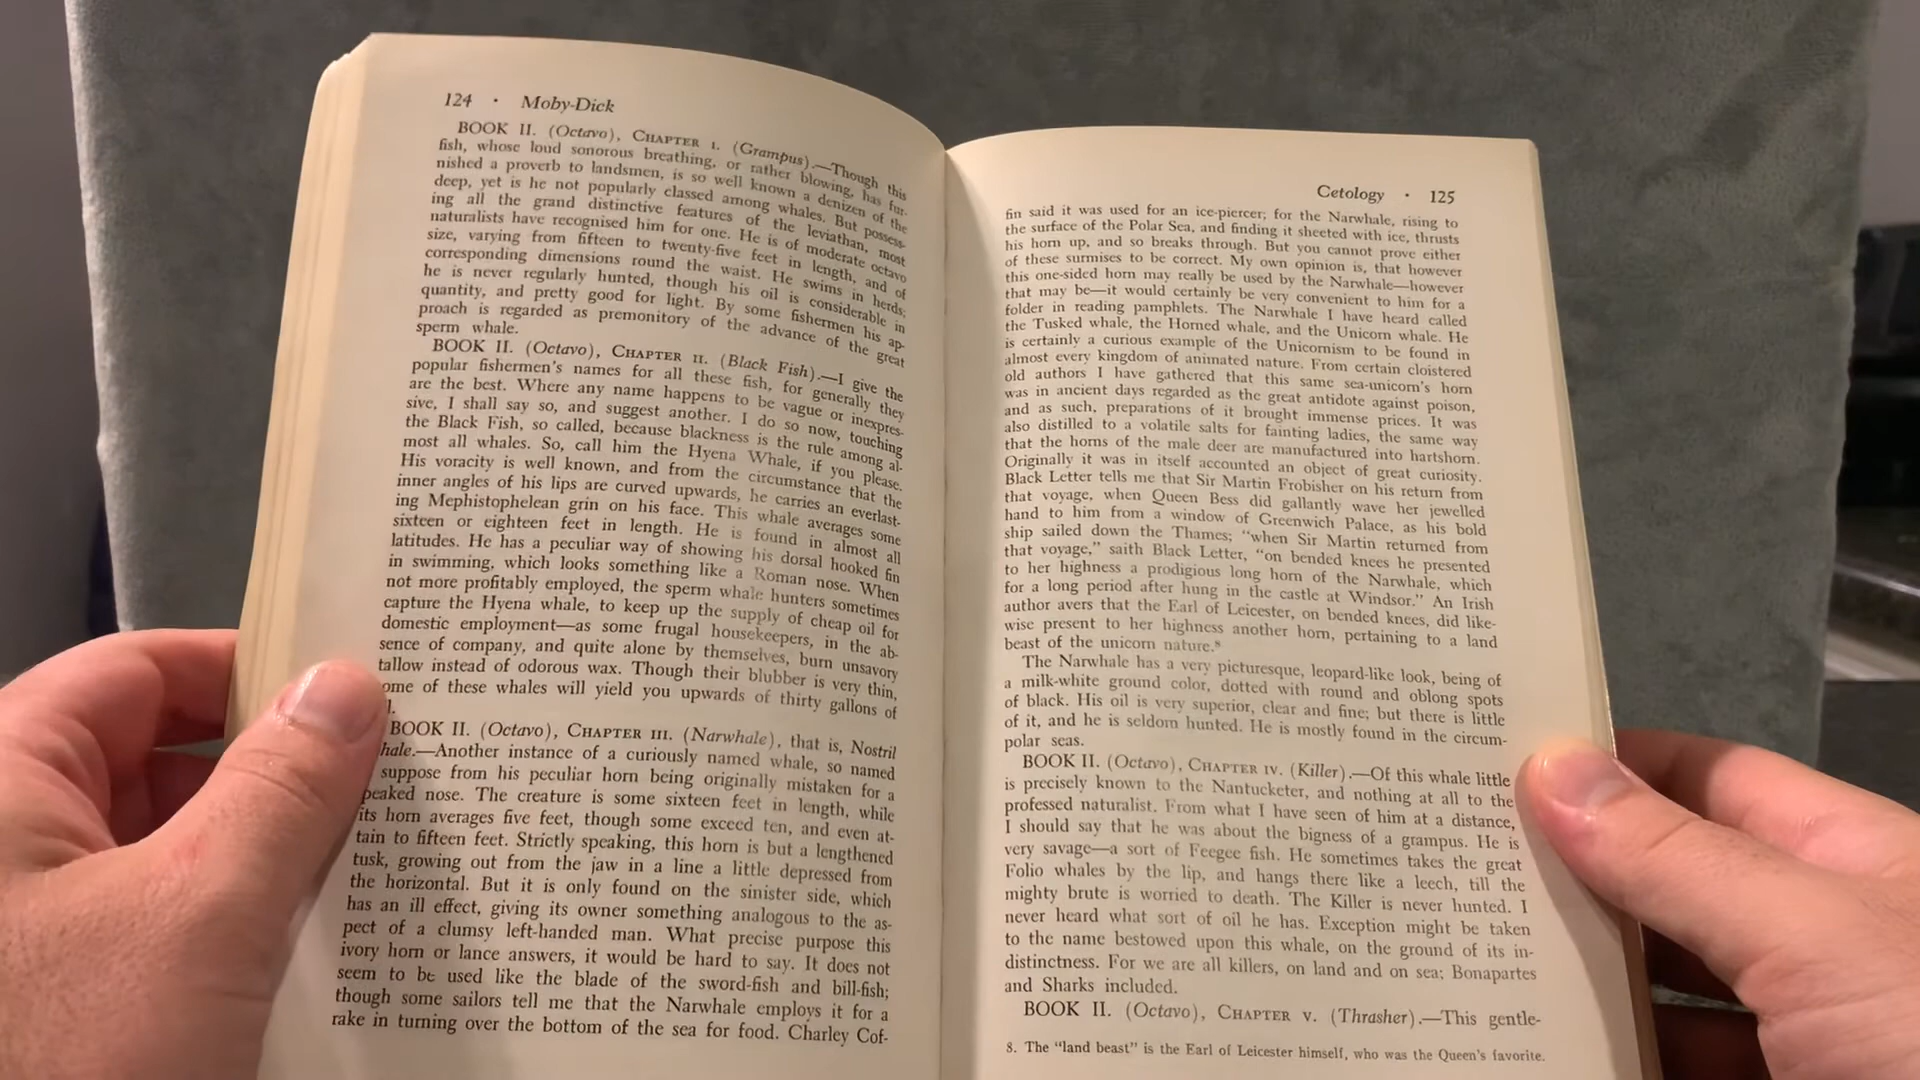 124 · Moby-Dick
BOOK II. (Octavo), CHAPTER I. (Grampus).—Though this
fish, whose loud sonorous breathing, or rather blowing, has fur-
nished a proverb to landsmen, is so well known a denizen of the
deep, yet is he not popularly classed among whales. But possess-
ing all the grand distinctive features of the leviathan, most
naturalists have recognised him for one. He is of moderate octavo
size, varying from fifteen to twenty-five feet in length, and of
corresponding dimensions round the waist. He swims in herds;
he is never regularly hunted, though his oil is considerable in
quantity, and pretty good for light. By some fishermen his ap-
proach is regarded as premonitory of the advance of the great
sperm whale.
BOOK II. (Octavo), CHAPTER II. (Black Fish).—I give the
popular fishermen's names for all these fish, for generally they
are the best. Where any name happens to be vague or inexpres-
sive, I shall say so, and suggest another. I do so now, touching
the Black Fish, so called, because blackness is the rule among al-
most all whales. So, call him the Hyena Whale, if you please.
His voracity is well known, and from the circumstance that the
inner angles of his lips are curved upwards, he carries an everlast-
ing Mephistophelean grin on his face. This whale averages some
sixteen or eighteen feet in length. He is found in almost all
latitudes. He has a peculiar way of showing his dorsal hooked fin
in swimming, which looks something like a Roman nose. When
not more profitably employed, the sperm whale hunters sometimes
capture the Hyena whale, to keep up the supply of cheap oil for
domestic employment—as some frugal housekeepers, in the ab-
sence of company, and quite alone by themselves, burn unsavory
tallow instead of odorous wax. Though their blubber is very thin,
ome of these whales will yield you upwards of thirty gallons of
l.
BOOK II. (Octavo), CHAPTER III. (Narwhale), that is, Nostril
hale.—Another instance of a curiously named whale, so named
suppose from his peculiar horn being originally mistaken for a
peaked nose. The creature is some sixteen feet in length, while
its horn averages five feet, though some exceed ten, and even at-
tain to fifteen feet. Strictly speaking, this horn is but a lengthened
tusk, growing out from the jaw in a line a little depressed from
the horizontal. But it is only found on the sinister side, which
has an ill effect, giving its owner something analogous to the as-
pect of a clumsy left-handed man. What precise purpose this
ivory horn or lance answers, it would be hard to say. It does not
seem to be used like the blade of the sword-fish and bill-fish;
though some sailors tell me that the Narwhale employs it for a
rake in turning over the bottom of the sea for food. Charley Cof-
Cetology · 125
fin said it was used for an ice-piercer; for the Narwhale, rising to
the surface of the Polar Sea, and finding it sheeted with ice, thrusts
his horn up, and so breaks through. But you cannot prove either
of these surmises to be correct. My own opinion is, that however
this one-sided horn may really be used by the Narwhale—however
that may be—it would certainly be very convenient to him for a
folder in reading pamphlets. The Narwhale I have heard called
the Tusked whale, the Horned whale, and the Unicorn whale. He
is certainly a curious example of the Unicornism to be found in
almost every kingdom of animated nature. From certain cloistered
old authors I have gathered that this same sea-unicorn's horn
was in ancient days regarded as the great antidote against poison,
and as such, preparations of it brought immense prices. It was
also distilled to a volatile salts for fainting ladies, the same way
that the horns of the male deer are manufactured into hartshorn.
Originally it was in itself accounted an object of great curiosity.
Black Letter tells me that Sir Martin Frobisher on his return from
that voyage, when Queen Bess did gallantly wave her jewelled
hand to him from a window of Greenwich Palace, as his bold
ship sailed down the Thames; "when Sir Martin returned from
that voyage," saith Black Letter, "on bended knees he presented
to her highness a prodigious long horn of the Narwhale, which
for a long period after hung in the castle at Windsor." An Irish
author avers that the Earl of Leicester, on bended knees, did like-
wise present to her highness another horn, pertaining to a land
beast of the unicorn nature.⁸
The Narwhale has a very picturesque, leopard-like look, being of
a milk-white ground color, dotted with round and oblong spots
of black. His oil is very superior, clear and fine; but there is little
of it, and he is seldom hunted. He is mostly found in the circum-
polar seas.
BOOK II. (Octavo), CHAPTER IV. (Killer).—Of this whale little
is precisely known to the Nantucketer, and nothing at all to the
professed naturalist. From what I have seen of him at a distance,
I should say that he was about the bigness of a grampus. He is
very savage—a sort of Feegee fish. He sometimes takes the great
Folio whales by the lip, and hangs there like a leech, till the
mighty brute is worried to death. The Killer is never hunted. I
never heard what sort of oil he has. Exception might be taken
to the name bestowed upon this whale, on the ground of its in-
distinctness. For we are all killers, on land and on sea; Bonapartes
and Sharks included.
BOOK II. (Octavo), CHAPTER V. (Thrasher).—This gentle-
8. The "land beast" is the Earl of Leicester himself, who was the Queen's favorite.